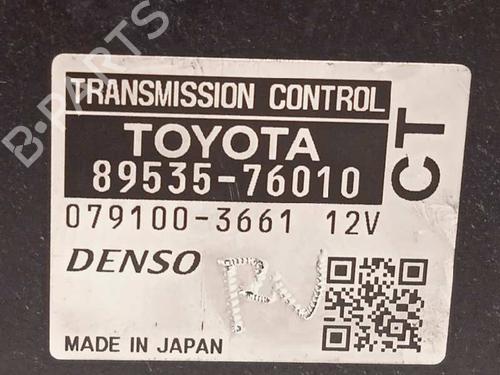 TRANSMISSION CONTROL
TOYOTA
89535-76010
079100-3661 12V
CT
DENSO
MADE IN JAPAN
B-PARTS